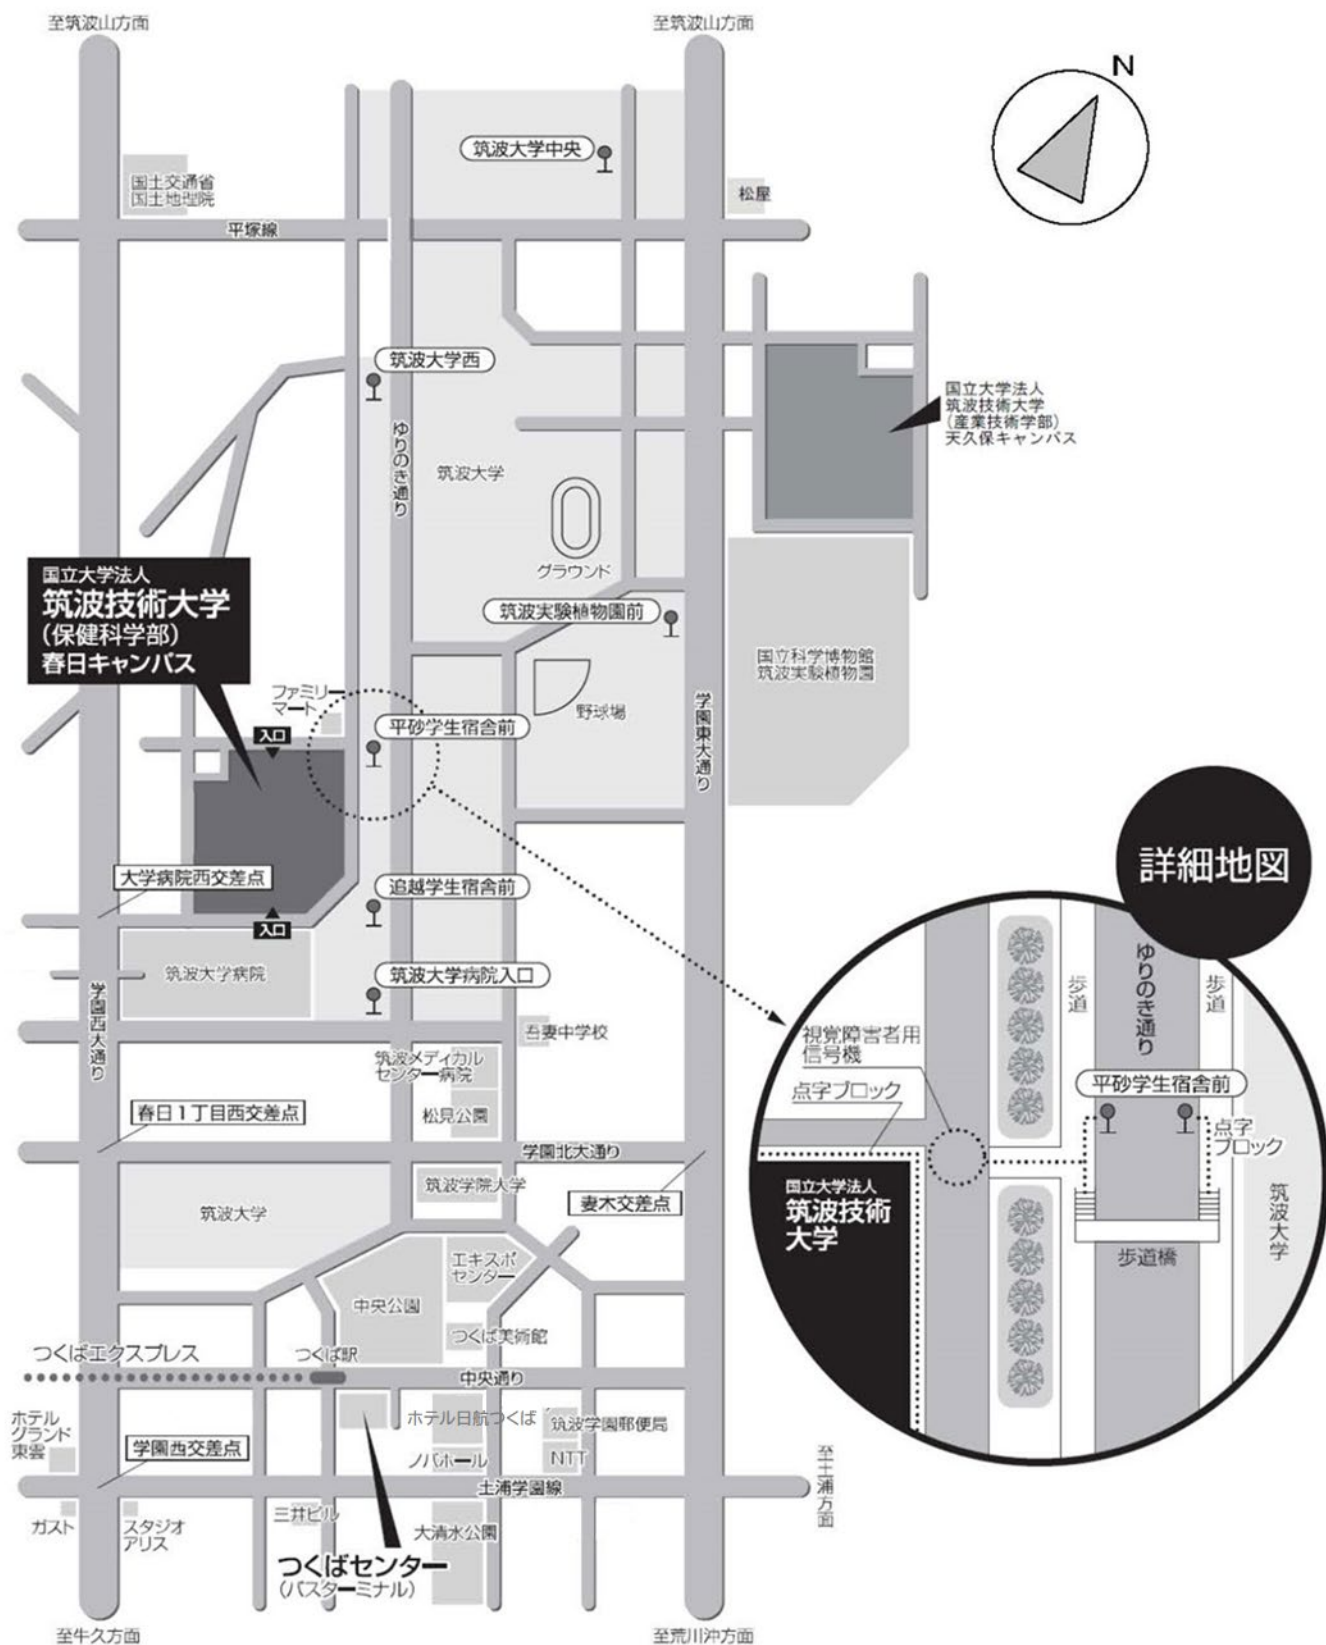 至筑波山方面
至筑波山方面
N
筑波大学中央
国土交通省
国土地理院
松屋
平塚線
筑波大学西
国立大学法人
筑波技術大学
(産業技術学部)
天久保キャンパス
ゆりのき通り
筑波大学
グラウンド
国立大学法人
筑波技術大学
(保健科学部)
春日キャンパス
筑波実験植物園前
国立科学博物館
筑波実験植物園
ファミリー
マート
入口
平砂学生宿舎前
野球場
学園東大通り
大学病院西交差点
追越学生宿舎前
入口
筑波大学病院
筑波大学病院入口
学園西大通り
吾妻中学校
筑波メディカル
センター病院
春日1丁目西交差点
松見公園
学園北大通り
筑波学院大学
妻木交差点
筑波大学
エキスポ
センター
中央公園
つくば美術館
つくばエクスプレス
つくば駅
中央通り
ホテル
グランド
東雲
学園西交差点
ホテル日航つくば
筑波学園郵便局
ノバホール
NTT
土浦学園線
至土浦方面
ガスト
スタジオ
アリス
三井ビル
大清水公園
つくばセンター
(バスターミナル)
至牛久方面
至荒川沖方面
詳細地図
ゆりのき通り
歩道
歩道
視覚障害者用
信号機
点字ブロック
平砂学生宿舎前
点字
ブロック
国立大学法人
筑波技術
大学
筑波大学
歩道橋